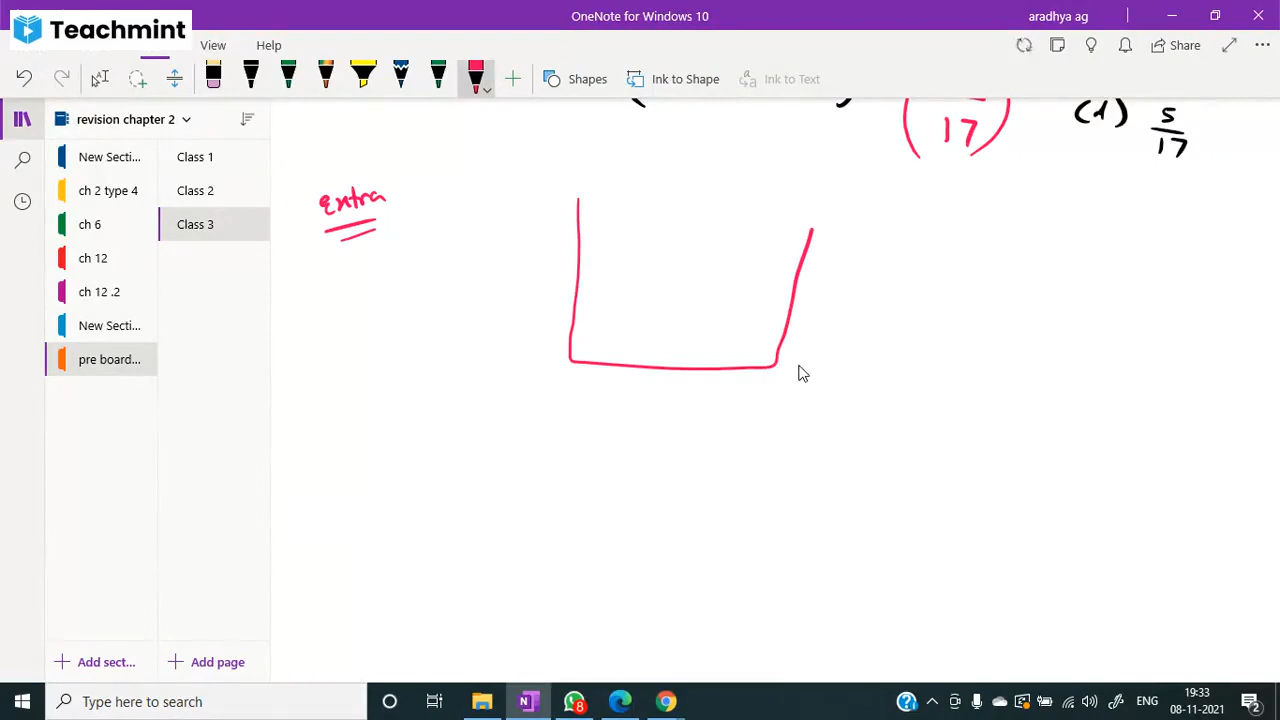 OneNote for Windows 10
aradhya ag
Teachmint
View
Help
Share
Shapes
Ink to Shape
Ink to Text
revision chapter 2
New Secti...
ch 2 type 4
ch 6
ch 12
ch 12 .2
New Secti...
pre board...
Class 1
Class 2
Class 3
17
(d) 5
17
extra
Add sect...
Add page
Type here to search
8
ENG
19:33
08-11-2021
2